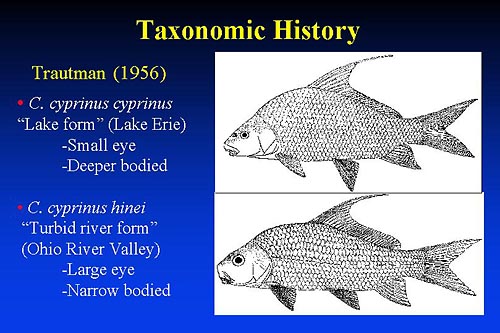 Taxonomic History
Trautman (1956)
• C. cyprinus cyprinus
“Lake form” (Lake Erie)
-Small eye
-Deeper bodied
• C. cyprinus hinei
“Turbid river form”
(Ohio River Valley)
-Large eye
-Narrow bodied